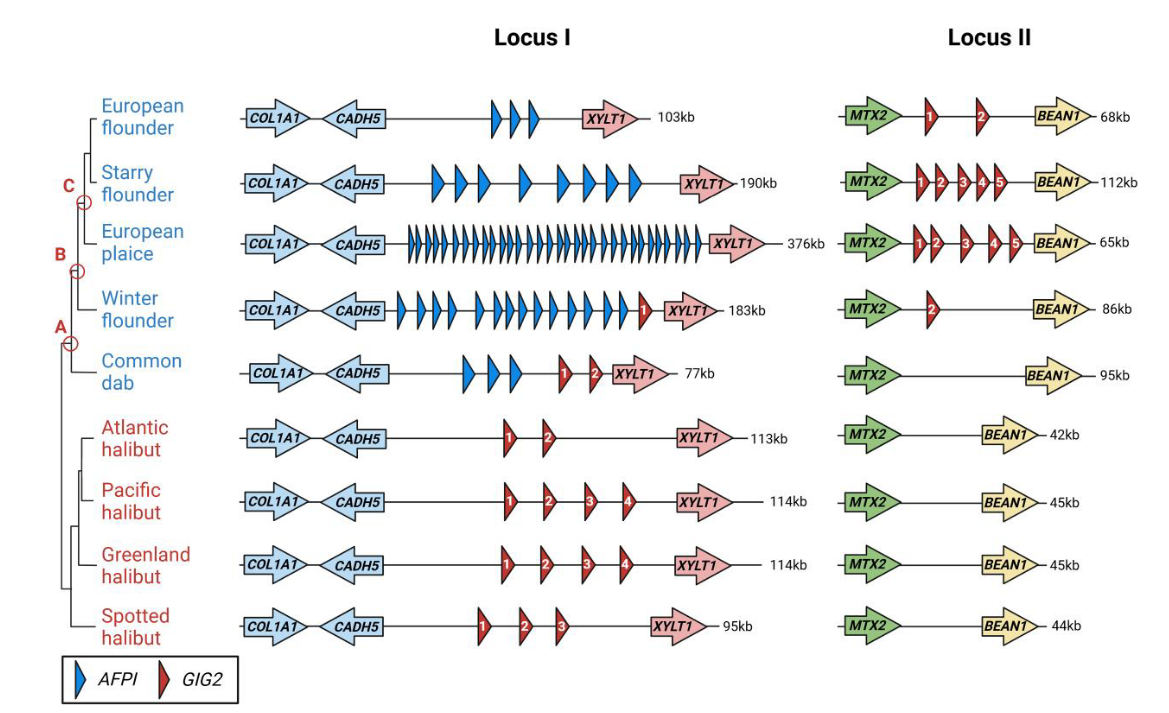 Locus I Locus II
European flounder COL1A1 CADH5 XYLT1 103kb MTX2 1 2 BEAN1 68kb
C
Starry flounder COL1A1 CADH5 XYLT1 190kb MTX2 1 2 3 4 5 BEAN1 112kb
European plaice COL1A1 CADH5 XYLT1 376kb MTX2 1 2 3 4 5 BEAN1 65kb
B
Winter flounder COL1A1 CADH5 1 XYLT1 183kb MTX2 2 BEAN1 86kb
A
Common dab COL1A1 CADH5 1 2 XYLT1 77kb MTX2 BEAN1 95kb
Atlantic halibut COL1A1 CADH5 1 2 XYLT1 113kb MTX2 BEAN1 42kb
Pacific halibut COL1A1 CADH5 1 2 3 4 XYLT1 114kb MTX2 BEAN1 45kb
Greenland halibut COL1A1 CADH5 1 2 3 4 XYLT1 114kb MTX2 BEAN1 45kb
Spotted halibut COL1A1 CADH5 1 2 3 XYLT1 95kb MTX2 BEAN1 44kb
AFPI GIG2